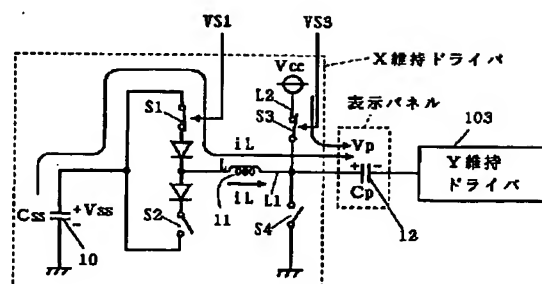 VS1
VS3
X維持ドライバ
Vcc
L2
S1
S3
表示パネル
103
iL
Vp
L
+ -
Y維持
ドライバ
iL
L1
Cp
Css
+Vss
-
S2
11
S4
12
10